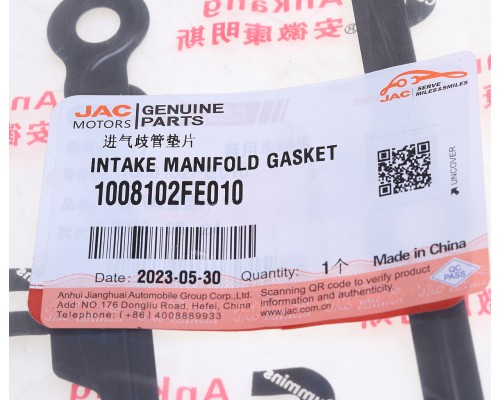 Ankang
安徽康明斯
JAC MOTORS
GENUINE PARTS
JAC
SERVE
MILES&SMILES
进气歧管垫片
INTAKE MANIFOLD GASKET
1008102FE010
UNCOVER
Date: 2023-05-30 Quantity: 1个 Made in China
QC
PASS
Anhui Jianghuai Automobile Group Corp.,Ltd.
Add: NO.176 Dongliu Road, Hefei, China
Telephone: (+86) 4008889933
Scanning QR code to verify product
information and authenticity.
http://www.jac.com.cn